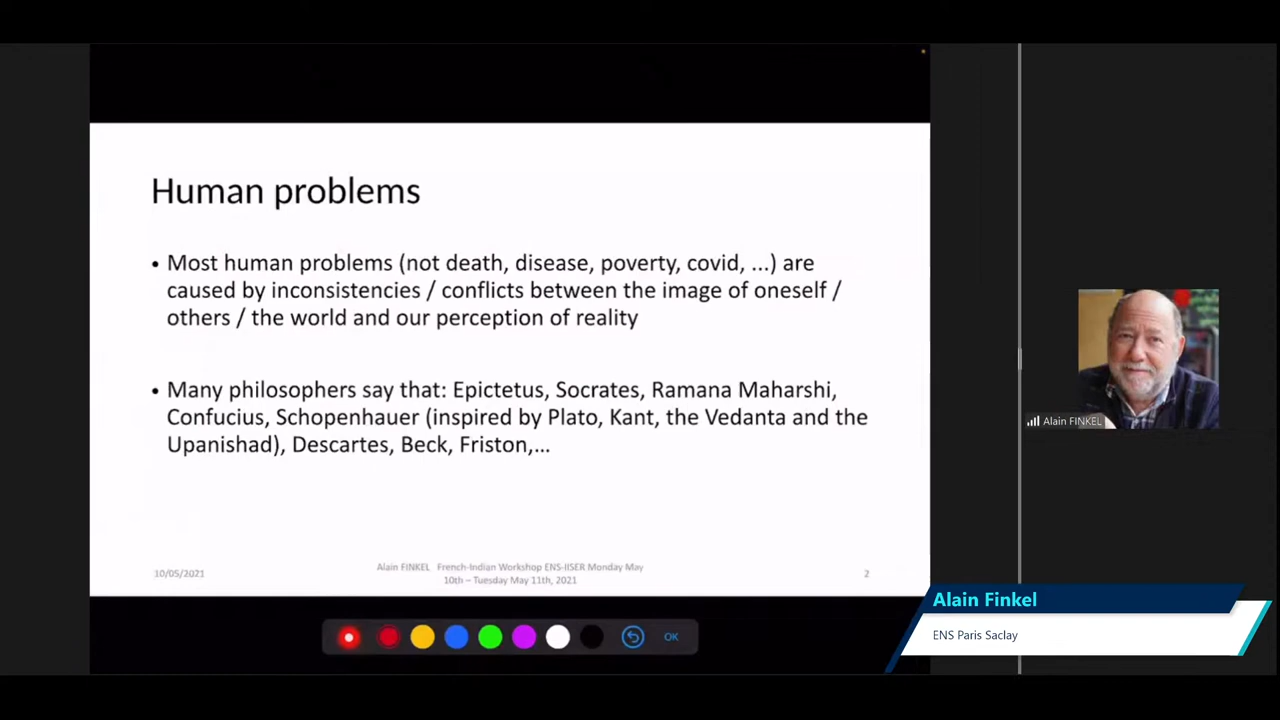 Human problems
• Most human problems (not death, disease, poverty, covid, ...) are
caused by inconsistencies / conflicts between the image of oneself /
others / the world and our perception of reality
• Many philosophers say that: Epictetus, Socrates, Ramana Maharshi,
Confucius, Schopenhauer (inspired by Plato, Kant, the Vedanta and the
Upanishad), Descartes, Beck, Friston,...
10/05/2021
Alain FINKEL French-Indian Workshop ENS-IISER Monday May
10th – Tuesday May 11th, 2021
2
OK
Alain FINKEL
Alain Finkel
ENS Paris Saclay